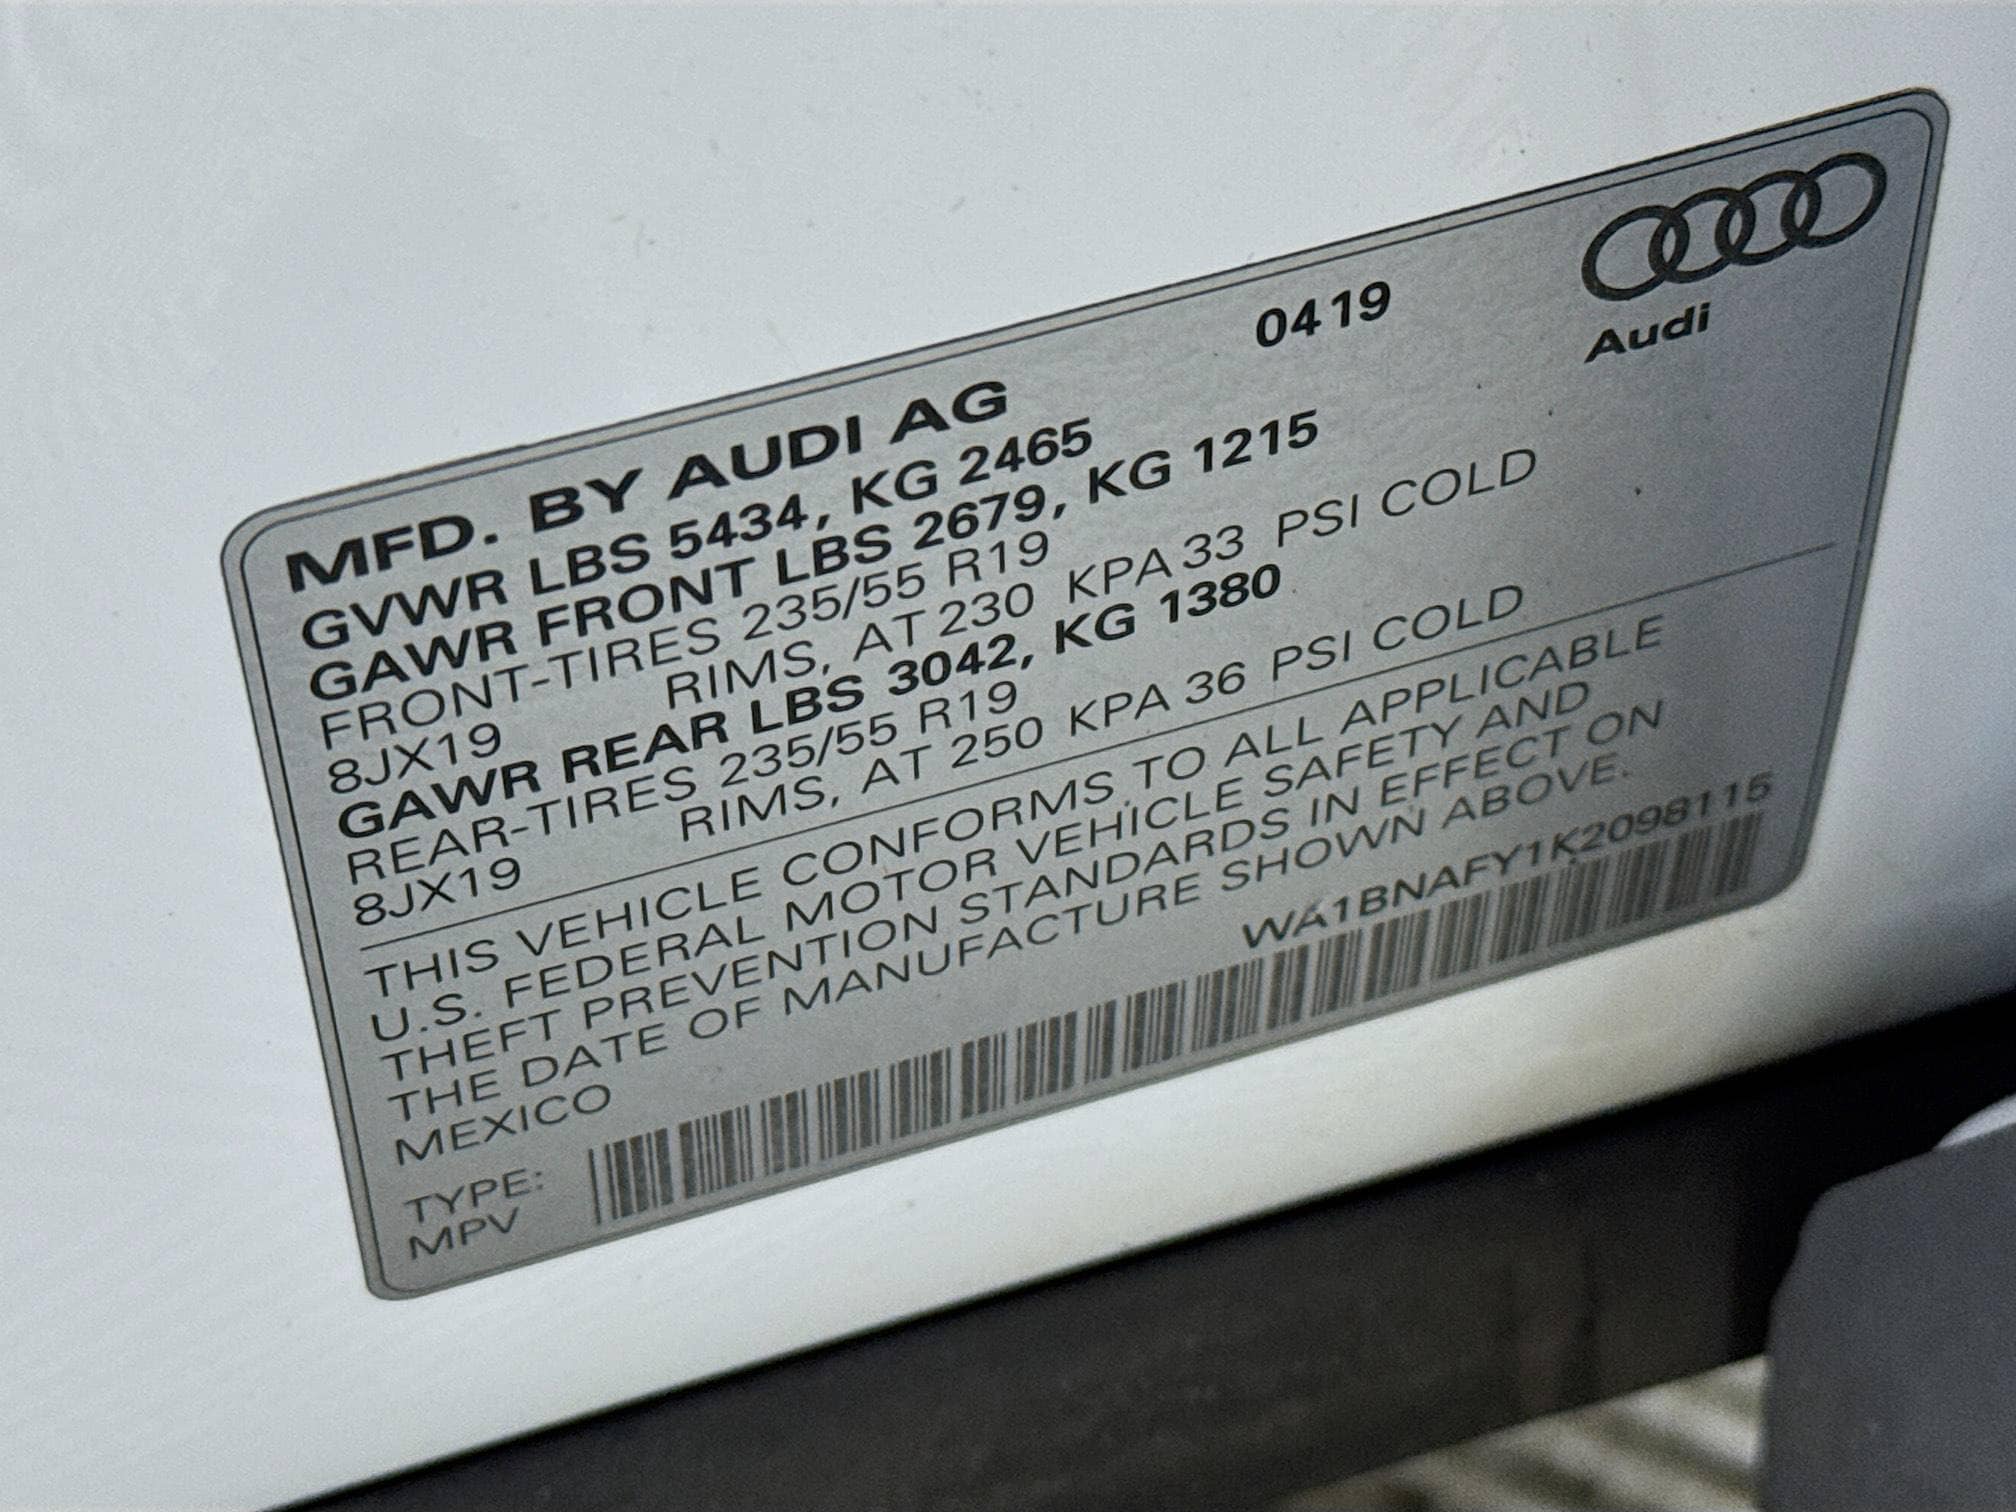 0419
Audi
MFD. BY AUDI AG
GVWR LBS 5434, KG 2465
GAWR FRONT LBS 2679, KG 1215
FRONT-TIRES 235/55 R19
8JX19 RIMS, AT 230 KPA 33 PSI COLD
GAWR REAR LBS 3042, KG 1380
REAR-TIRES 235/55 R19
8JX19 RIMS, AT 250 KPA 36 PSI COLD
THIS VEHICLE CONFORMS TO ALL APPLICABLE
U.S. FEDERAL MOTOR VEHICLE SAFETY AND
THEFT PREVENTION STANDARDS IN EFFECT ON
THE DATE OF MANUFACTURE SHOWN ABOVE.
MEXICO
WA1BNAFY1K2098115
TYPE:
MPV